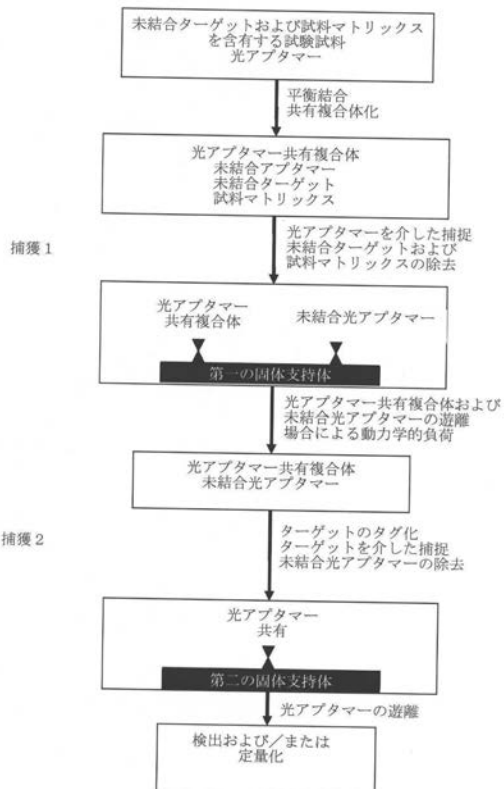 未結合ターゲットおよび試料マトリックス
を含有する試験試料
光アプタマー
平衡結合
共有複合体化
光アプタマー共有複合体
未結合アプタマー
未結合ターゲット
試料マトリックス
捕獲1
光アプタマーを介した捕捉
未結合ターゲットおよび
試料マトリックスの除去
光アプタマー
共有複合体
未結合光アプタマー
第一の固体支持体
光アプタマー共有複合体および
未結合光アプタマーの遊離
場合による動力学的負荷
光アプタマー共有複合体
未結合光アプタマー
捕獲2
ターゲットのタグ化
ターゲットを介した捕捉
未結合光アプタマーの除去
光アプタマー
共有
第二の固体支持体
光アプタマーの遊離
検出および/または
定量化